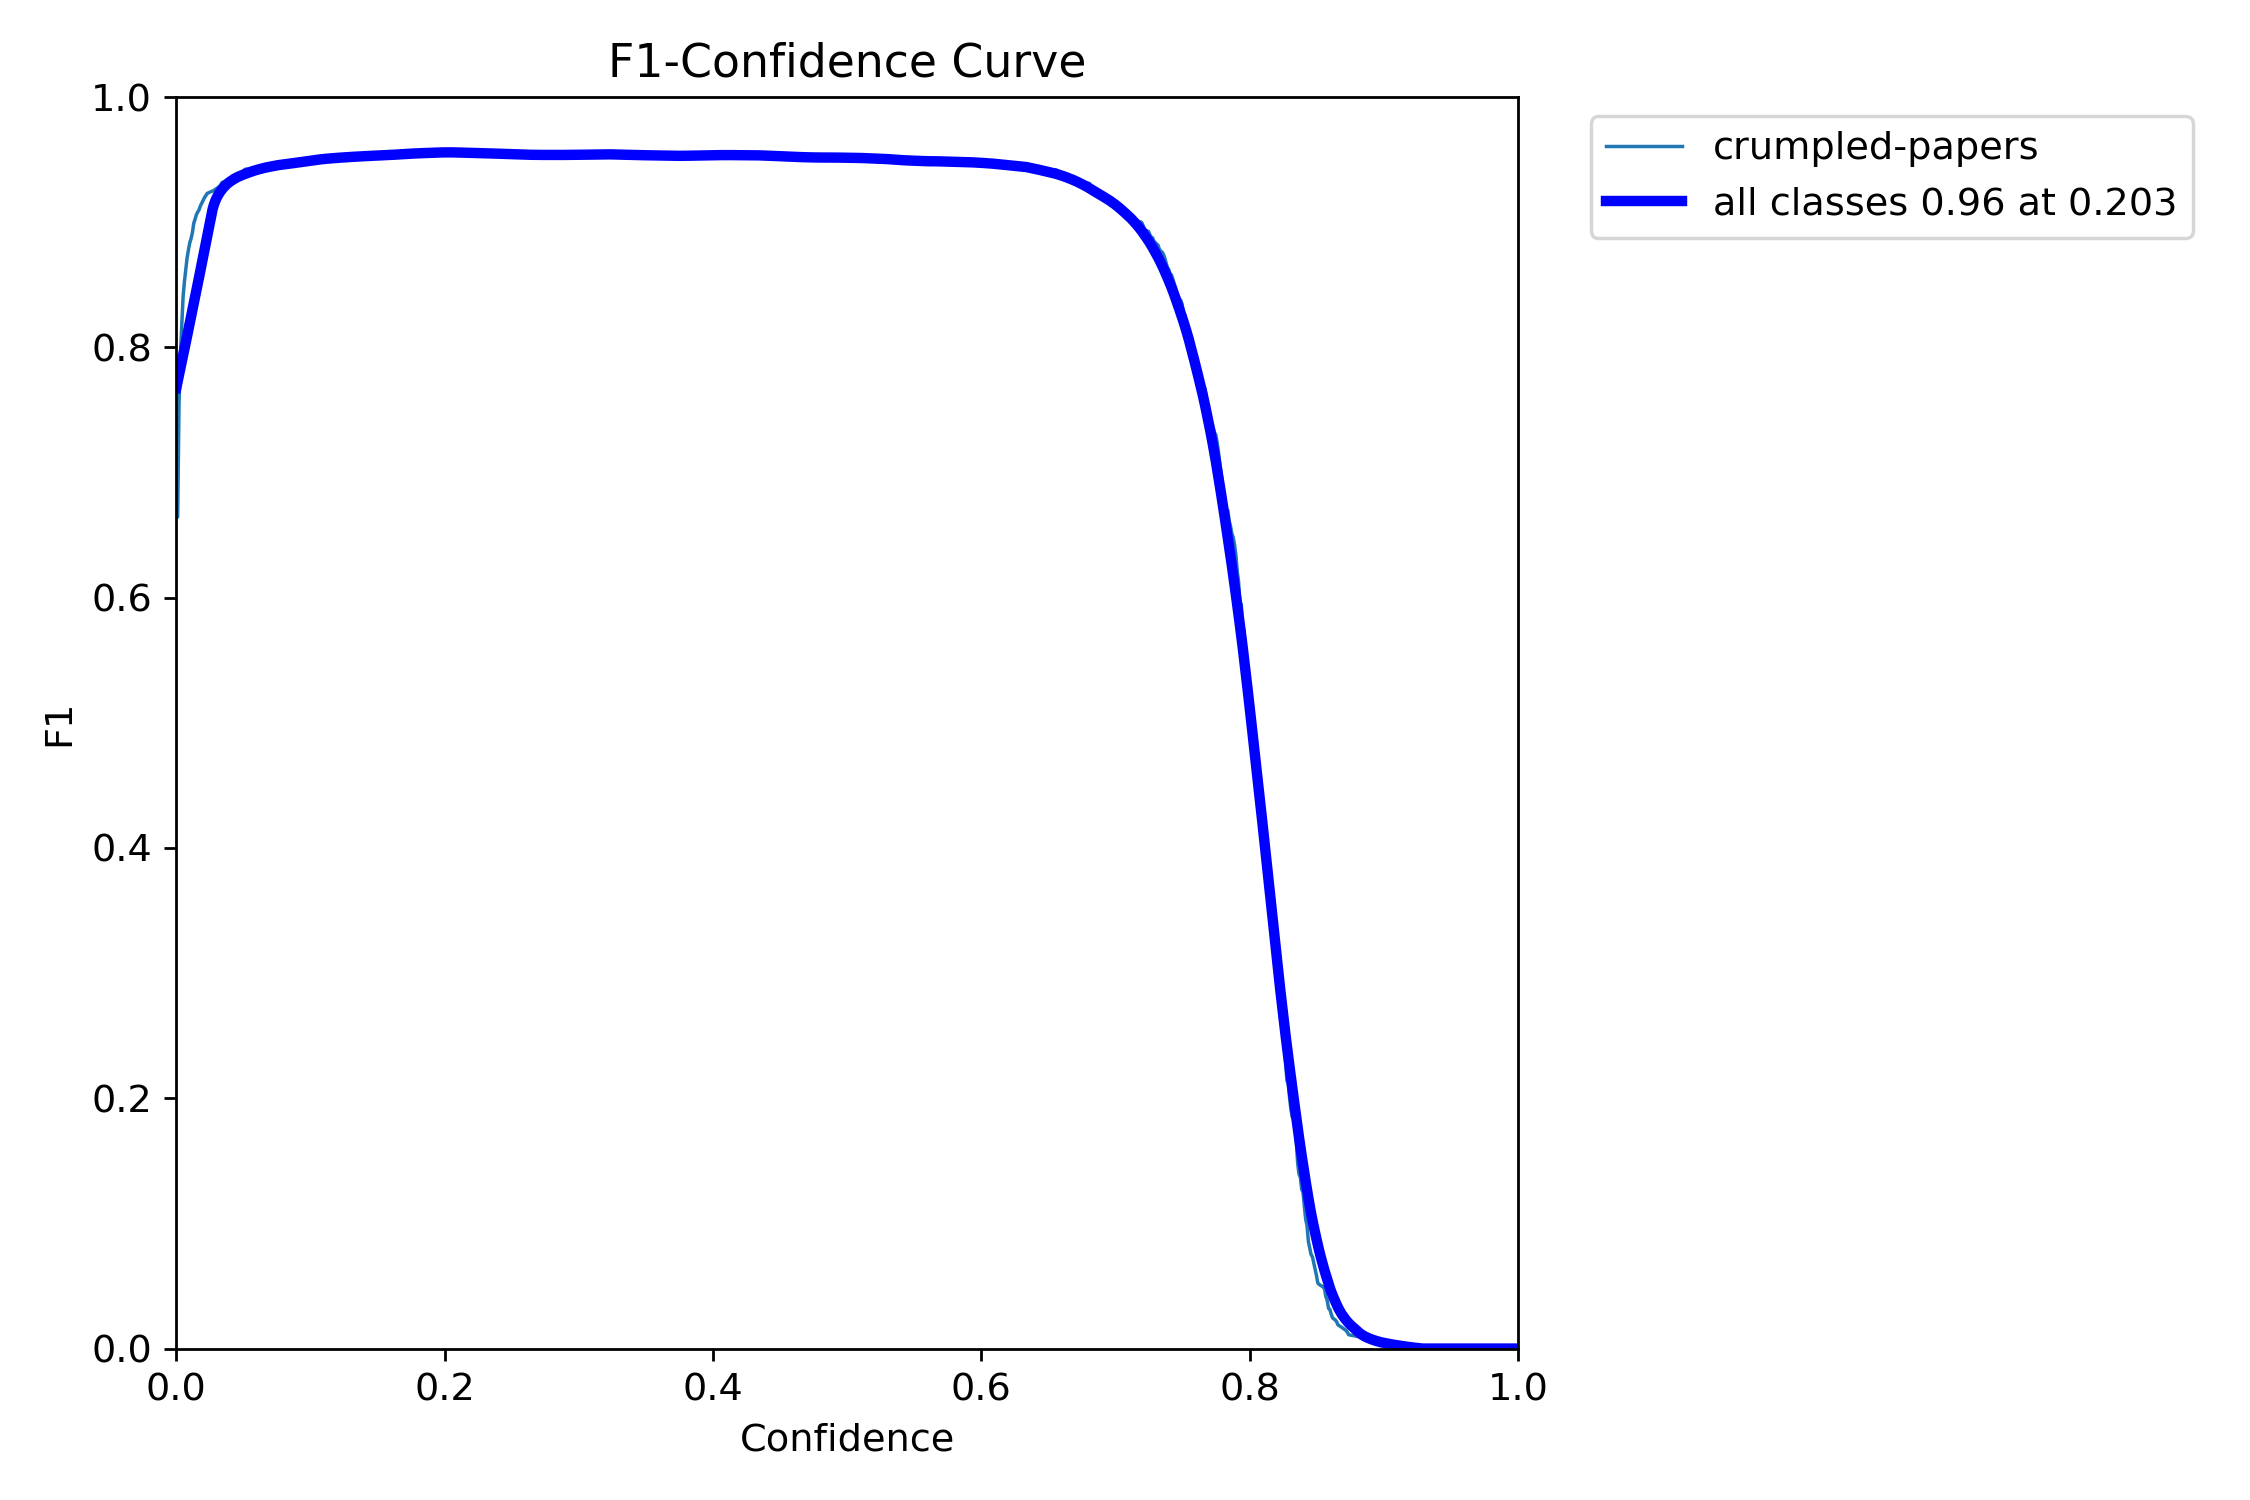 F1-Confidence Curve
crumpled-papers
all classes 0.96 at 0.203
1.0
0.8
0.6
0.4
0.2
0.0
F1
0.0 0.2 0.4 0.6 0.8 1.0
Confidence